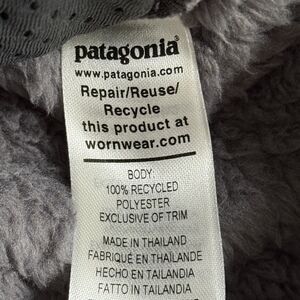 patagonia®
www.patagonia.com
Repair/Reuse/
Recycle
this product at
wornwear.com
BODY:
100% RECYCLED
POLYESTER
EXCLUSIVE OF TRIM
MADE IN THAILAND
FABRIQUÉ EN THAÏLANDE
HECHO EN TAILANDIA
FATTO IN TAILANDIA